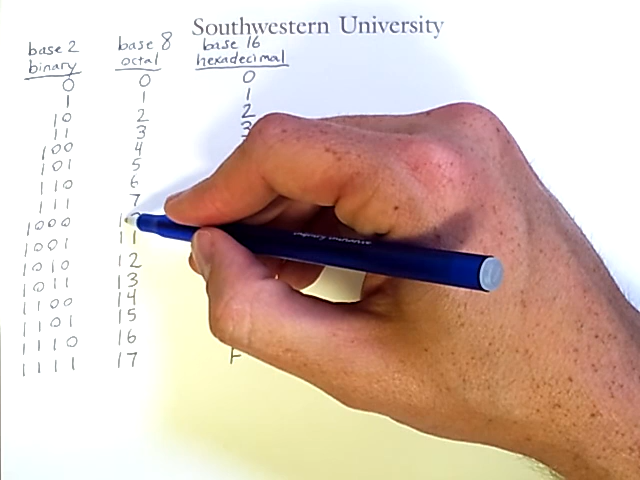 Southwestern University
base 2 base 8 base 16
binary octal hexadecimal
0 0 0
1 1 1
10 2 2
11 3 3
100 4
101 5
110 6
111 7
1000
1001 11
1010 12
1011 13
1100 14
1101 15
1110 16
1111 17 F